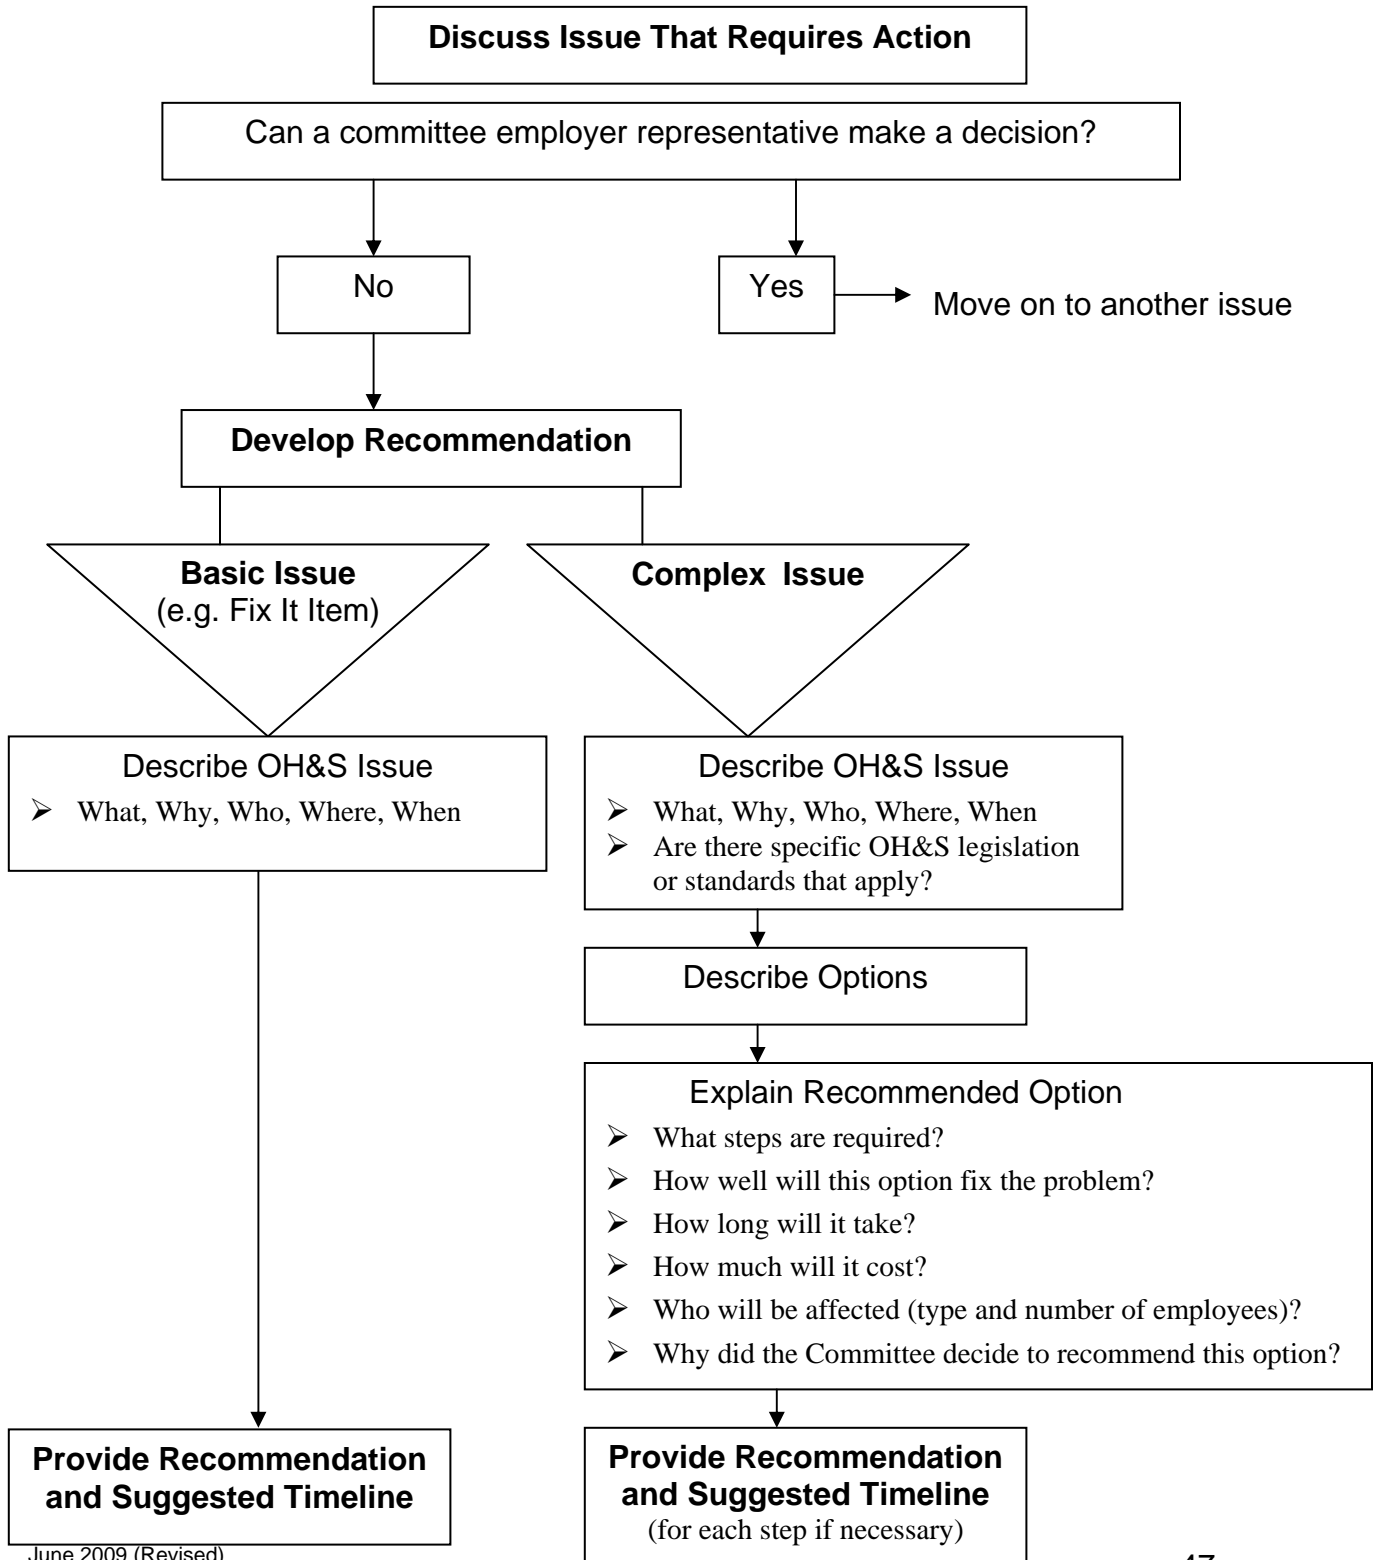 Discuss Issue That Requires Action
Can a committee employer representative make a decision?
No
Yes
Move on to another issue
Develop Recommendation
Basic Issue
(e.g. Fix It Item)
Complex Issue
Describe OH&S Issue
➢ What, Why, Who, Where, When
Describe OH&S Issue
➢ What, Why, Who, Where, When
➢ Are there specific OH&S legislation
or standards that apply?
Describe Options
Explain Recommended Option
➢ What steps are required?
➢ How well will this option fix the problem?
➢ How long will it take?
➢ How much will it cost?
➢ Who will be affected (type and number of employees)?
➢ Why did the Committee decide to recommend this option?
Provide Recommendation
and Suggested Timeline
Provide Recommendation
and Suggested Timeline
(for each step if necessary)
June 2009 (Revised)
47